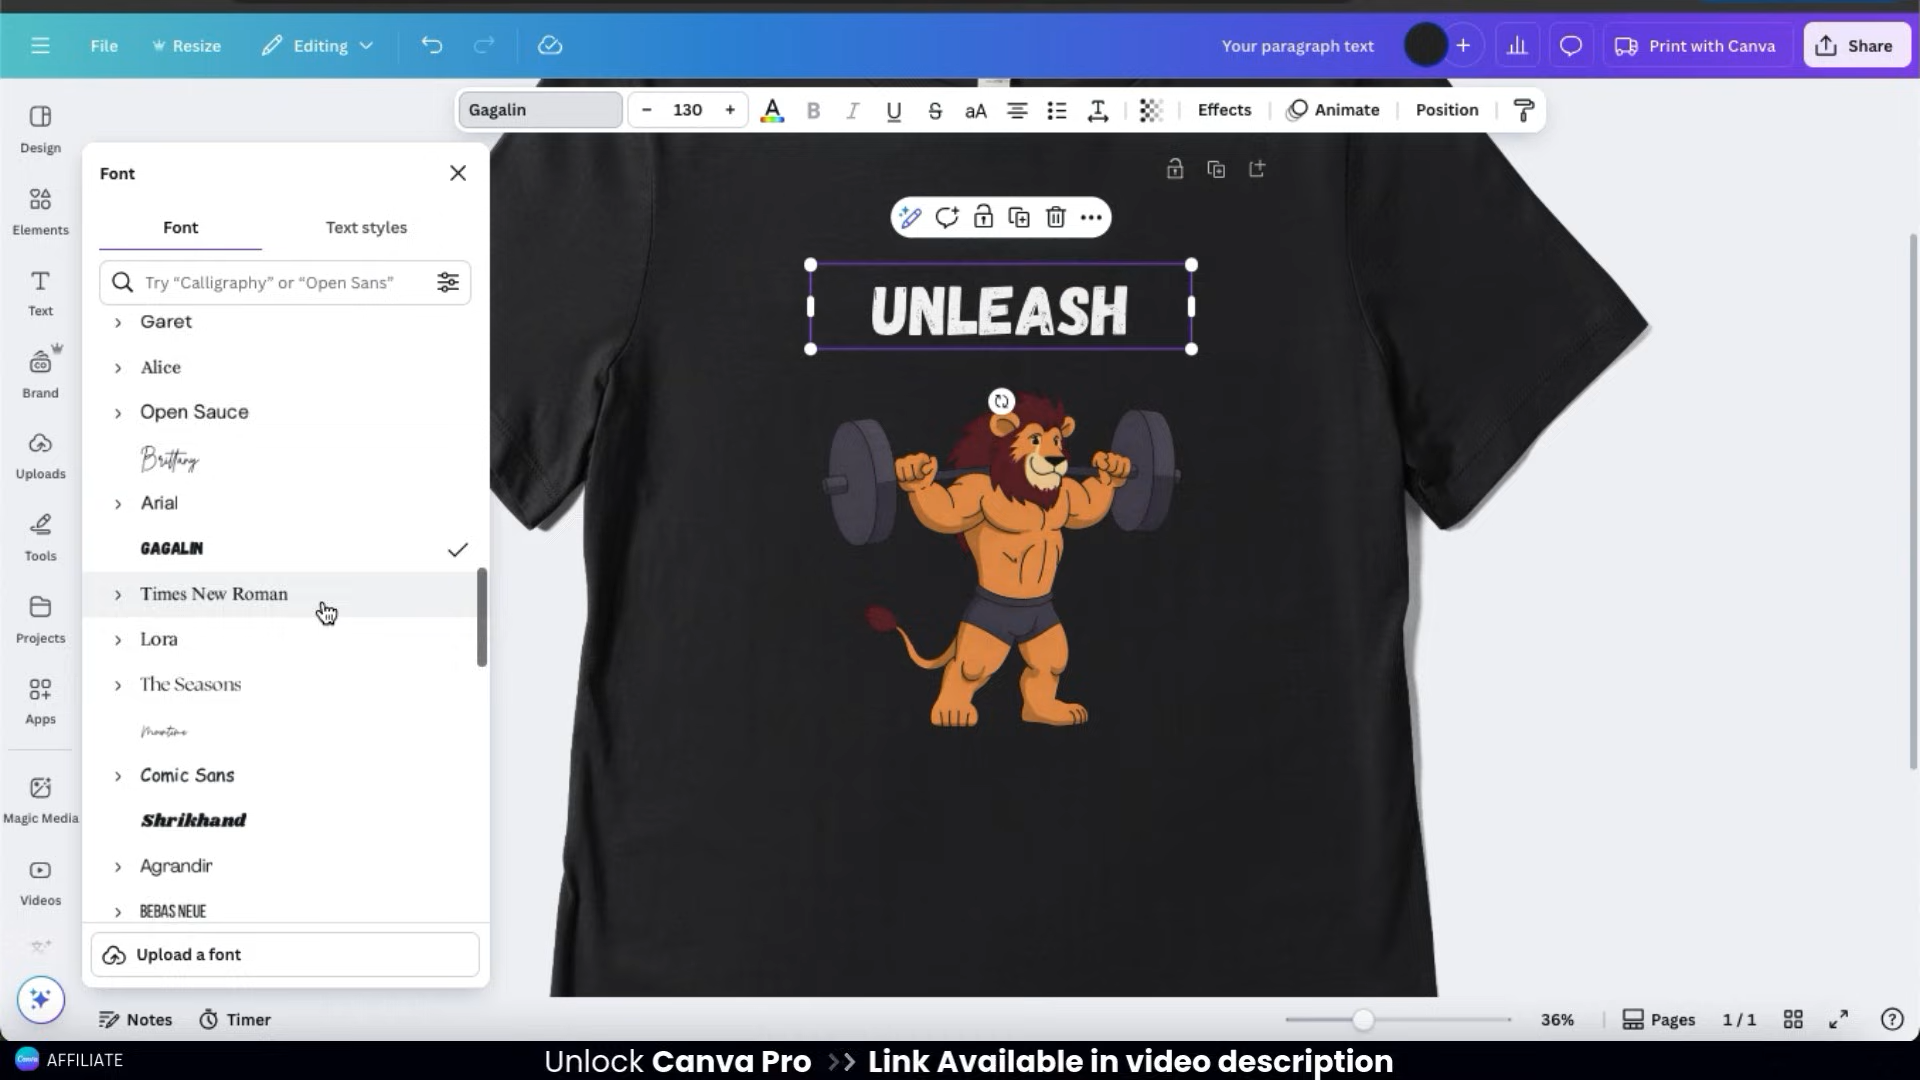 File
Resize
Editing
Your paragraph text
Print with Canva
Share
Gagalin
130
A
B
I
U
S
aA
Effects
Animate
Position
Design
Elements
Text
Brand
Uploads
Tools
Projects
Apps
Magic Media
Videos
Font
Font
Text styles
Try “Calligraphy” or “Open Sans”
Garet
Alice
Open Sauce
Brittany
Arial
GAGALIN
Times New Roman
Lora
The Seasons
Comic Sans
Shrikhand
Agrandir
BEBAS NEUE
Upload a font
UNLEASH
Notes
Timer
36%
Pages
1 / 1
Canva
AFFILIATE
Unlock Canva Pro >> Link Available in video description